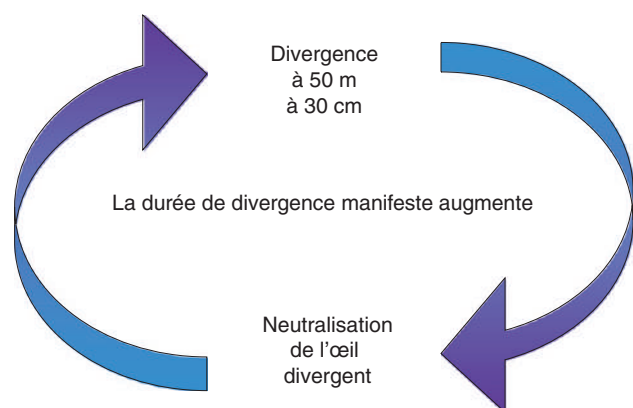 Divergence
à 50 m
à 30 cm
La durée de divergence manifeste augmente
Neutralisation
de l'œil
divergent